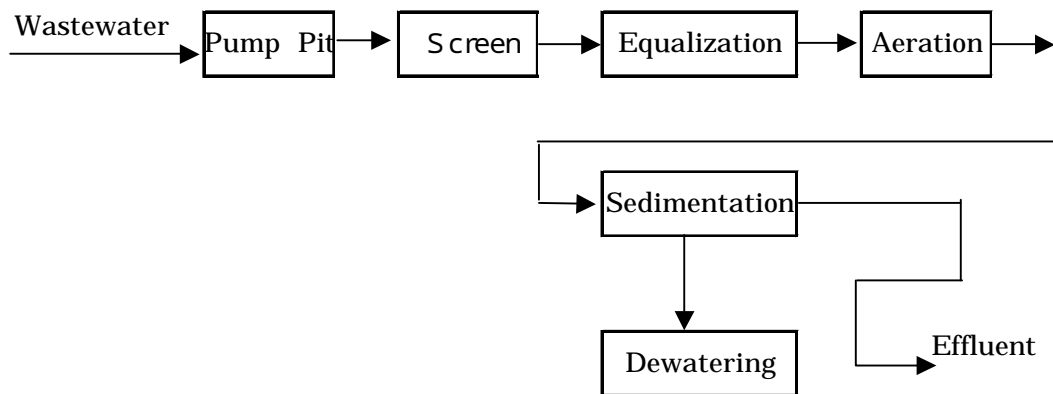 Wastewater
Pump Pit
Screen
Equalization
Aeration
Sedimentation
Dewatering
Effluent